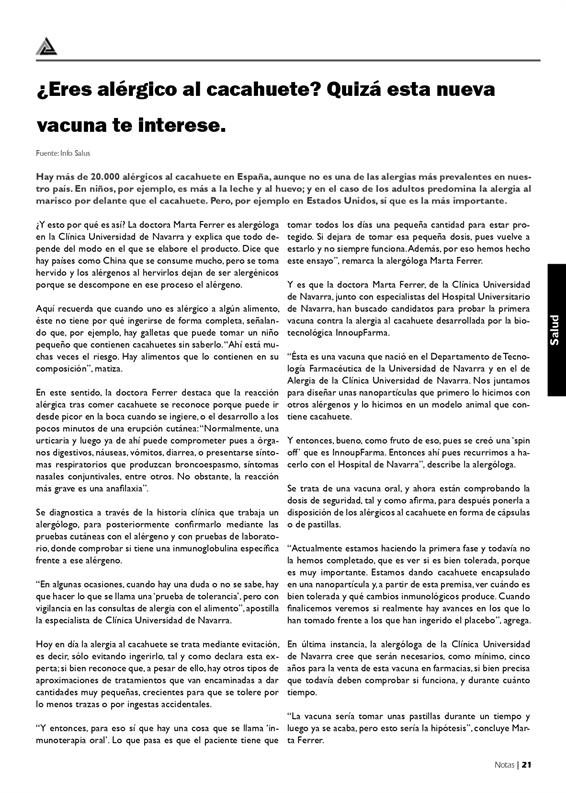 ¿Eres alérgico al cacahuete? Quizá esta nueva
vacuna te interese.
Fuente: Info Salus
Hay más de 20.000 alérgicos al cacahuete en España, aunque no es una de las alergias más prevalentes en nues-
tro país. En niños, por ejemplo, es más a la leche y al huevo; y en el caso de los adultos predomina la alergia al
marisco por delante que el cacahuete. Pero, por ejemplo en Estados Unidos, sí que es la más importante.
¿Y esto por qué es así? La doctora Marta Ferrer es alergóloga
en la Clínica Universidad de Navarra y explica que todo de-
pende del modo en el que se elabore el producto. Dice que
hay países como China que se consume mucho, pero se toma
hervido y los alérgenos al hervirlos dejan de ser alergénicos
porque se descompone en ese proceso el alérgeno.
Aquí recuerda que cuando uno es alérgico a algún alimento,
éste no tiene por qué ingerirse de forma completa, señalan-
do que, por ejemplo, hay galletas que puede tomar un niño
pequeño que contienen cacahuetes sin saberlo. “Ahí está mu-
chas veces el riesgo. Hay alimentos que lo contienen en su
composición”, matiza.
En este sentido, la doctora Ferrer destaca que la reacción
alérgica tras comer cacahuete se reconoce porque puede ir
desde picor en la boca cuando se ingiere, o el desarrollo a los
pocos minutos de una erupción cutánea: “Normalmente, una
urticaria y luego ya de ahí puede comprometer pues a órga-
nos digestivos, náuseas, vómitos, diarrea, o presentarse sínto-
mas respiratorios que produzcan broncoespasmo, síntomas
nasales conjuntivales, entre otros. No obstante, la reacción
más grave es una anafilaxia”.
Se diagnostica a través de la historia clínica que trabaja un
alergólogo, para posteriormente confirmarlo mediante las
pruebas cutáneas con el alérgeno y con pruebas de laborato-
rio, donde comprobar si tiene una inmunoglobulina específica
frente a ese alérgeno.
“En algunas ocasiones, cuando hay una duda o no se sabe, hay
que hacer lo que se llama una ‘prueba de tolerancia’, pero con
vigilancia en las consultas de alergia con el alimento”, apostilla
la especialista de Clínica Universidad de Navarra.
Hoy en día la alergia al cacahuete se trata mediante evitación,
es decir, sólo evitando ingerirlo, tal y como declara esta ex-
perta; si bien reconoce que, a pesar de ello, hay otros tipos de
aproximaciones de tratamientos que van encaminadas a dar
cantidades muy pequeñas, crecientes para que se tolere por
lo menos trazas o por ingestas accidentales.
“Y entonces, para eso sí que hay una cosa que se llama ‘in-
munoterapia oral’. Lo que pasa es que el paciente tiene que
tomar todos los días una pequeña cantidad para estar pro-
tegido. Si dejara de tomar esa pequeña dosis, pues vuelve a
estarlo y no siempre funciona. Además, por eso hemos hecho
este ensayo”, remarca la alergóloga Marta Ferrer.
Y es que la doctora Marta Ferrer, de la Clínica Universidad
de Navarra, junto con especialistas del Hospital Universitario
de Navarra, han buscado candidatos para probar la primera
vacuna contra la alergia al cacahuete desarrollada por la bio-
tecnológica InnoupFarma.
“Ésta es una vacuna que nació en el Departamento de Tecno-
logía Farmacéutica de la Universidad de Navarra y en el de
Alergia de la Clínica Universidad de Navarra. Nos juntamos
para diseñar unas nanopartículas que primero lo hicimos con
otros alérgenos y lo hicimos en un modelo animal que con-
tiene cacahuete.
Y entonces, bueno, como fruto de eso, pues se creó una ‘spin
off’ que es InnoupFarma. Entonces ahí pues recurrimos a ha-
cerlo con el Hospital de Navarra”, describe la alergóloga.
Se trata de una vacuna oral, y ahora están comprobando la
dosis de seguridad, tal y como afirma, para después ponerla a
disposición de los alérgicos al cacahuete en forma de cápsulas
o de pastillas.
“Actualmente estamos haciendo la primera fase y todavía no
la hemos completado, que es ver si es bien tolerada, porque
es muy importante. Estamos dando cacahuete encapsulado
en una nanopartícula y, a partir de esta premisa, ver cuándo es
bien tolerada y qué cambios inmunológicos produce. Cuando
finalicemos veremos si realmente hay avances en los que lo
han tomado frente a los que han ingerido el placebo”, agrega.
En última instancia, la alergóloga de la Clínica Universidad
de Navarra cree que serán necesarios, como mínimo, cinco
años para la venta de esta vacuna en farmacias, si bien precisa
que todavía deben comprobar si funciona, y durante cuánto
tiempo.
“La vacuna sería tomar unas pastillas durante un tiempo y
luego ya se acaba, pero esto sería la hipótesis”, concluye Mar-
ta Ferrer.
Salud
Notas | 21